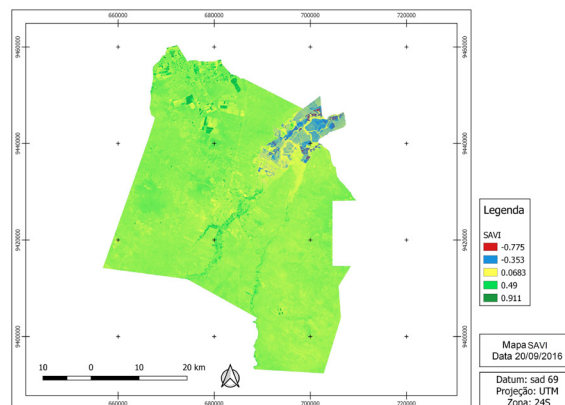 660000 680000 700000 720000
9460000 9460000
9440000 9440000
9420000 9420000
9400000 9400000
Legenda
SAVI
-0.775
-0.353
0.0683
0.49
0.911
10 0 10 20 km
660000 680000 700000 720000
Mapa SAVI
Data 20/09/2016
Datum: sad 69
Projeção: UTM
Zona: 24S